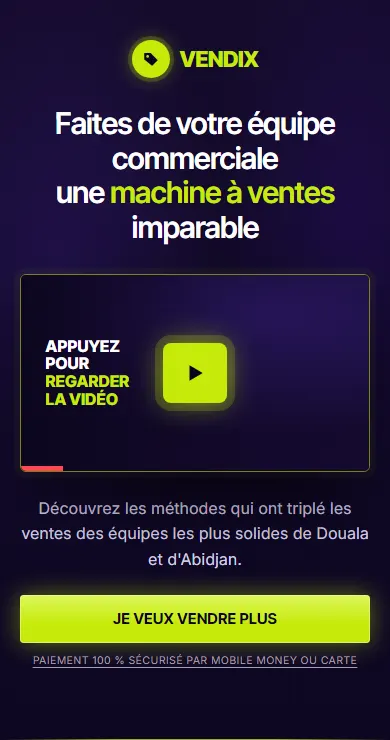 VENDIX
Faites de votre équipe
commerciale
une machine à ventes
imparable
APPUYEZ
POUR
REGARDER
LA VIDÉO
Découvrez les méthodes qui ont triplé les
ventes des équipes les plus solides de Douala
et d'Abidjan.
JE VEUX VENDRE PLUS
PAIEMENT 100 % SÉCURISÉ PAR MOBILE MONEY OU CARTE